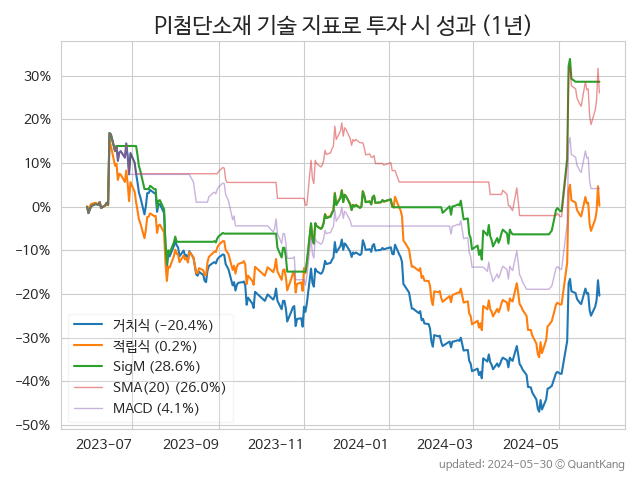 PI첨단소재 기술 지표로 투자 시 성과 (1년)
30%
20%
10%
0%
−10%
−20%
−30%
−40%
−50%
거치식 (−20.4%)
적립식 (0.2%)
SigM (28.6%)
SMA(20) (26.0%)
MACD (4.1%)
2023−07
2023−09
2023−11
2024−01
2024−03
2024−05
updated: 2024−05−30 © QuantKang